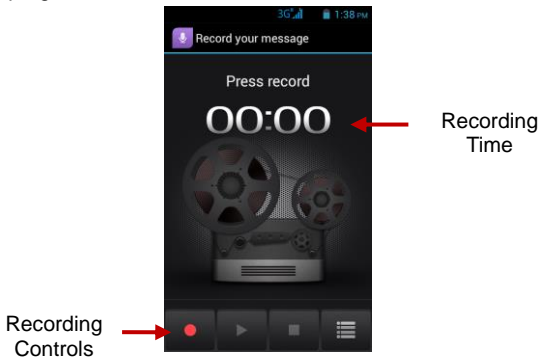 3G 1:38 PM
Record your message
Press record
00:00
Recording
Time
Recording
Controls